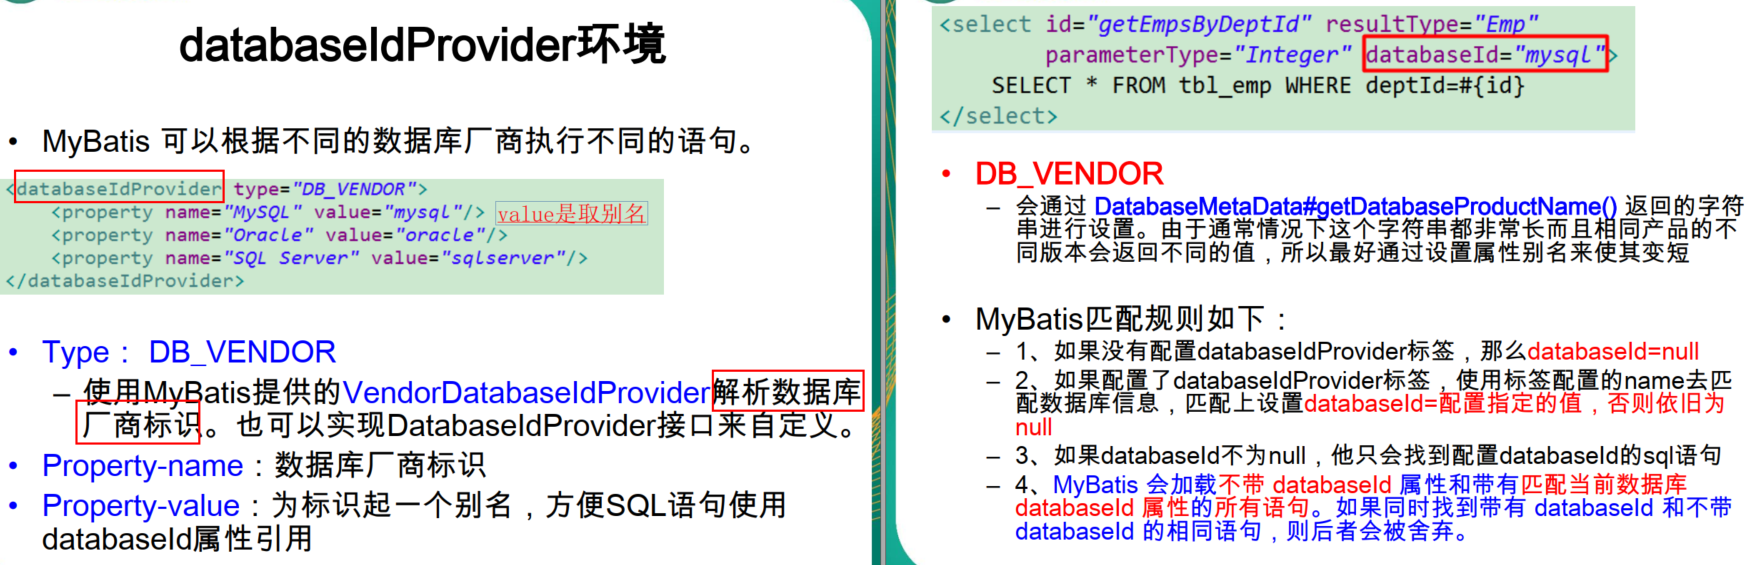 databaseIdProvider环境
• MyBatis 可以根据不同的数据库厂商执行不同的语句。
<databaseIdProvider type="DB_VENDOR">
<property name="MySQL" value="mysql"/> value是取别名
<property name="Oracle" value="oracle"/>
<property name="SQL Server" value="sqlserver"/>
</databaseIdProvider>
• Type： DB_VENDOR
– 使用MyBatis提供的VendorDatabaseIdProvider解析数据库
厂商标识。也可以实现DatabaseIdProvider接口来自定义。
• Property-name：数据库厂商标识
• Property-value：为标识起一个别名，方便SQL语句使用
databaseId属性引用
<select id="getEmpsByDeptId" resultType="Emp"
parameterType="Integer" databaseId="mysql">
SELECT * FROM tbl_emp WHERE deptId=#{id}
</select>
• DB_VENDOR
– 会通过 DatabaseMetaData#getDatabaseProductName() 返回的字符
串进行设置。由于通常情况下这个字符串都非常长而且相同产品的不
同版本会返回不同的值，所以最好通过设置属性别名来使其变短
• MyBatis匹配规则如下：
– 1、如果没有配置databaseIdProvider标签，那么databaseId=null
– 2、如果配置了databaseIdProvider标签，使用标签配置的name去匹
配数据库信息，匹配上设置databaseId=配置指定的值，否则依旧为
null
– 3、如果databaseId不为null，他只会找到配置databaseId的sql语句
– 4、MyBatis 会加载不带 databaseId 属性和带有匹配当前数据库
databaseId 属性的所有语句。如果同时找到带有 databaseId 和不带
databaseId 的相同语句，则后者会被舍弃。